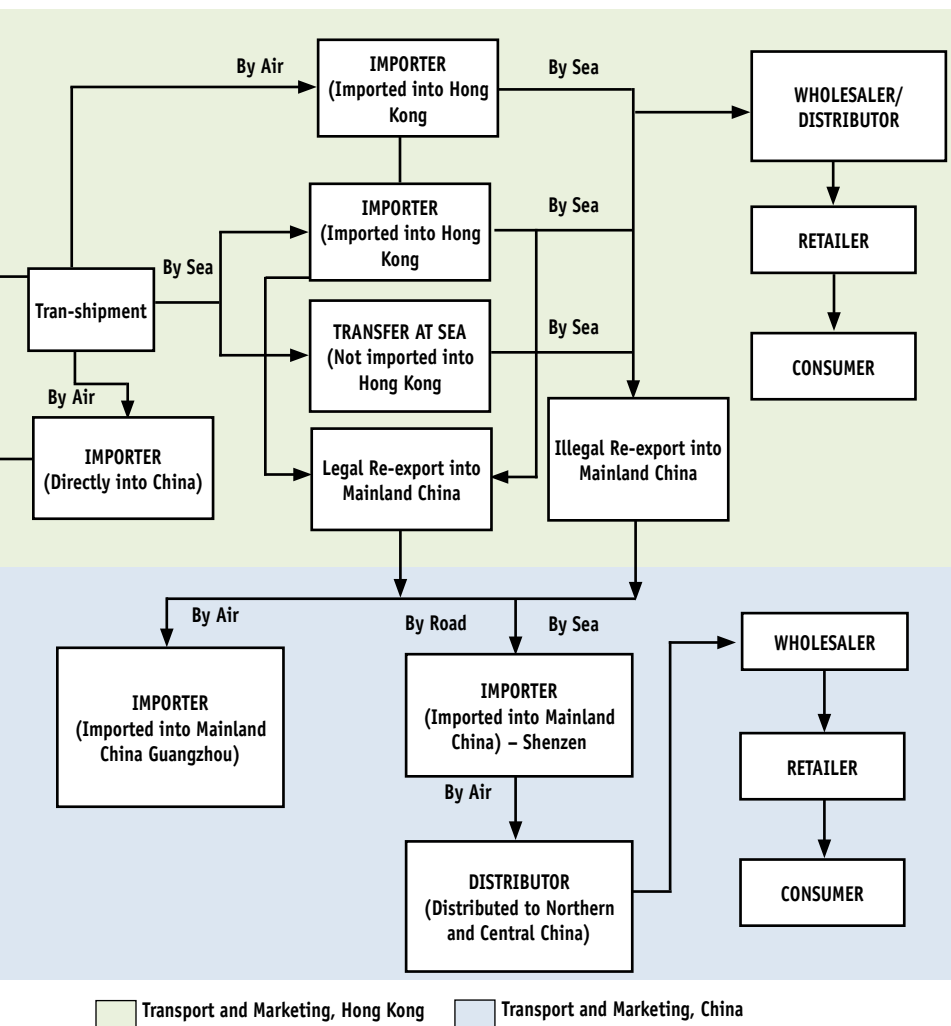 By Air
IMPORTER
(Imported into Hong
Kong
By Sea
WHOLESALER/
DISTRIBUTOR
IMPORTER
(Imported into Hong
Kong
By Sea
RETAILER
By Sea
Tran-shipment
TRANSFER AT SEA
(Not imported into
Hong Kong
By Sea
CONSUMER
By Air
IMPORTER
(Directly into China)
Legal Re-export into
Mainland China
Illegal Re-export into
Mainland China
By Air
By Road
By Sea
WHOLESALER
IMPORTER
(Imported into Mainland
China Guangzhou)
IMPORTER
(Imported into Mainland
China) – Shenzen
RETAILER
By Air
DISTRIBUTOR
(Distributed to Northern
and Central China)
CONSUMER
Transport and Marketing, Hong Kong
Transport and Marketing, China